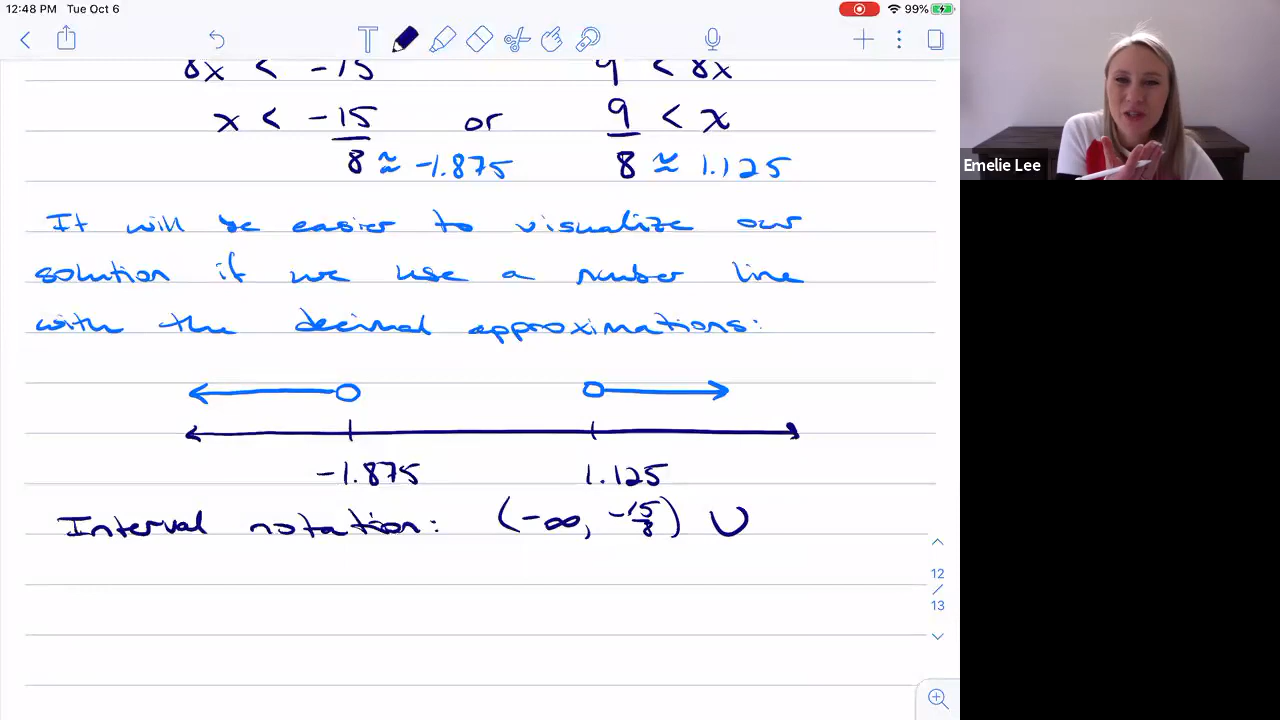 12:48 PM Tue Oct 6
99%
8x < -15 9 < 8x
x < -15/8 or 9/8 < x
≈ -1.875 ≈ 1.125
It will be easier to visualize our
solution if we use a number line
with the decimal approximations:
-1.875 1.125
Interval notation: (-∞, -15/8) ∪
12
/
13
Emelie Lee